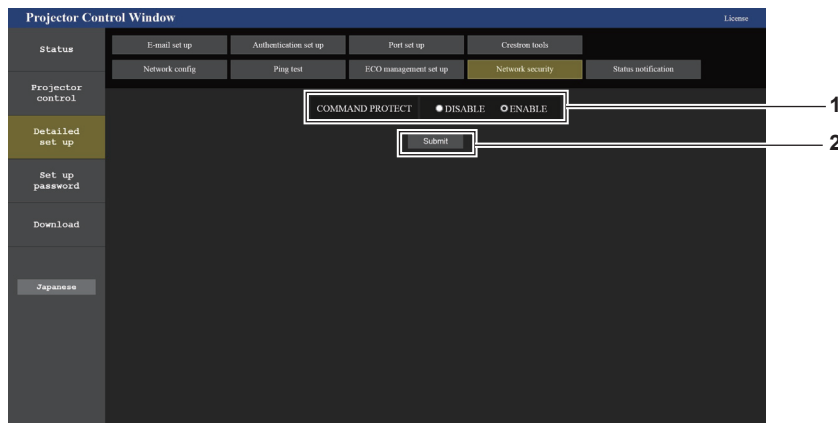 Projector Control Window
License
Status
Projector
control
Detailed
set up
Set up
password
Download
Japanese
E-mail set up
Authentication set up
Port set up
Crestron tools
Network config
Ping test
ECO management set up
Network security
Status notification
COMMAND PROTECT
DISABLE
ENABLE
1
Submit
2